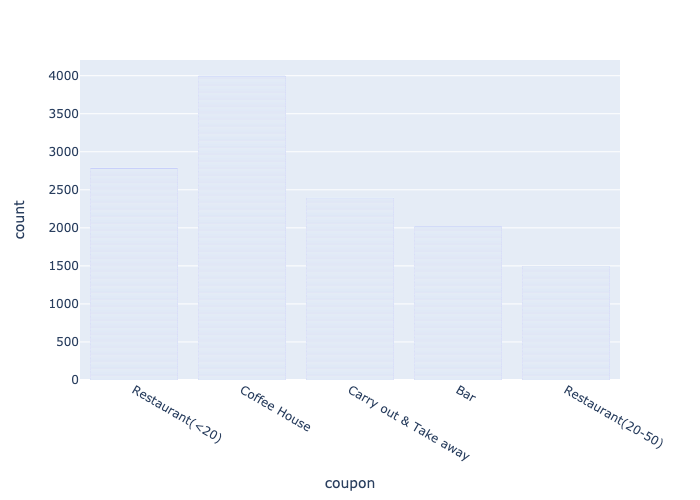 4000
3500
3000
2500
2000
1500
1000
500
0
count
Restaurant(<20)
Coffee House
Carry out & Take away
Bar
Restaurant(20-50)
coupon